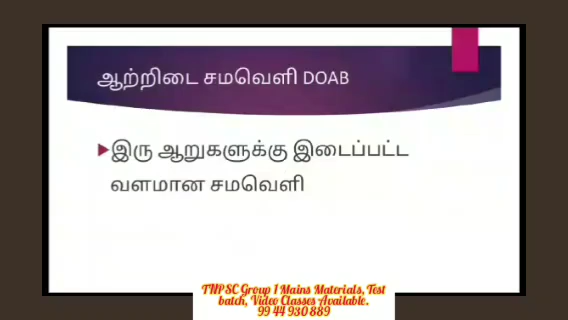 ஆற்றிடை சமவெளி DOAB
இரு ஆறுகளுக்கு இடைப்பட்ட
வளமான சமவெளி
TNPSC Group 1 Mains Materials, Test
batch, Video Classes Available.
99 44 930 889